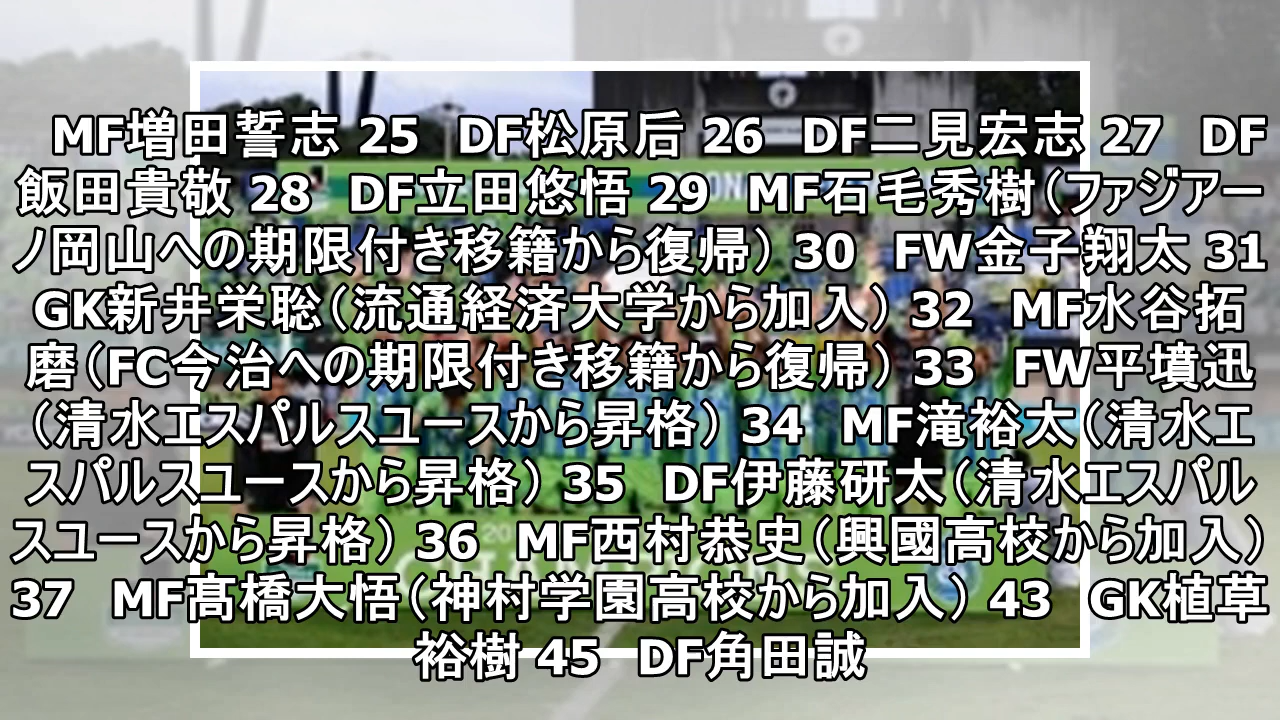 MF増田誓志 25 DF松原后 26 DF二見宏志 27 DF
飯田貴敬 28 DF立田悠悟 29 MF石毛秀樹（ファジアー
ノ岡山への期限付き移籍から復帰） 30 FW金子翔太 31
GK新井栄聡（流通経済大学から加入） 32 MF水谷拓
磨（FC今治への期限付き移籍から復帰） 33 FW平墳迅
（清水エスパルスユースから昇格） 34 MF滝裕太（清水エ
スパルスユースから昇格） 35 DF伊藤研太（清水エスパル
スユースから昇格） 36 MF西村恭史（興國高校から加入）
37 MF髙橋大悟（神村学園高校から加入） 43 GK植草
裕樹 45 DF角田誠